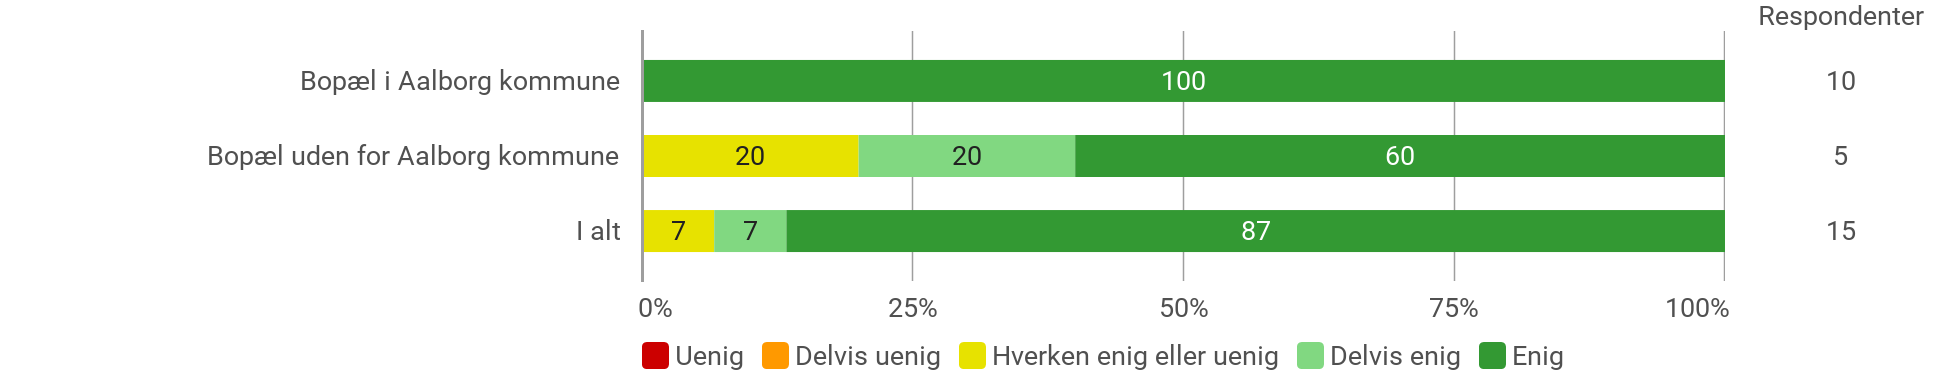 Respondenter
Bopæl i Aalborg kommune 100 10
Bopæl uden for Aalborg kommune 20 20 60 5
I alt 7 7 87 15
0% 25% 50% 75% 100%
Uenig Delvis uenig Hverken enig eller uenig Delvis enig Enig